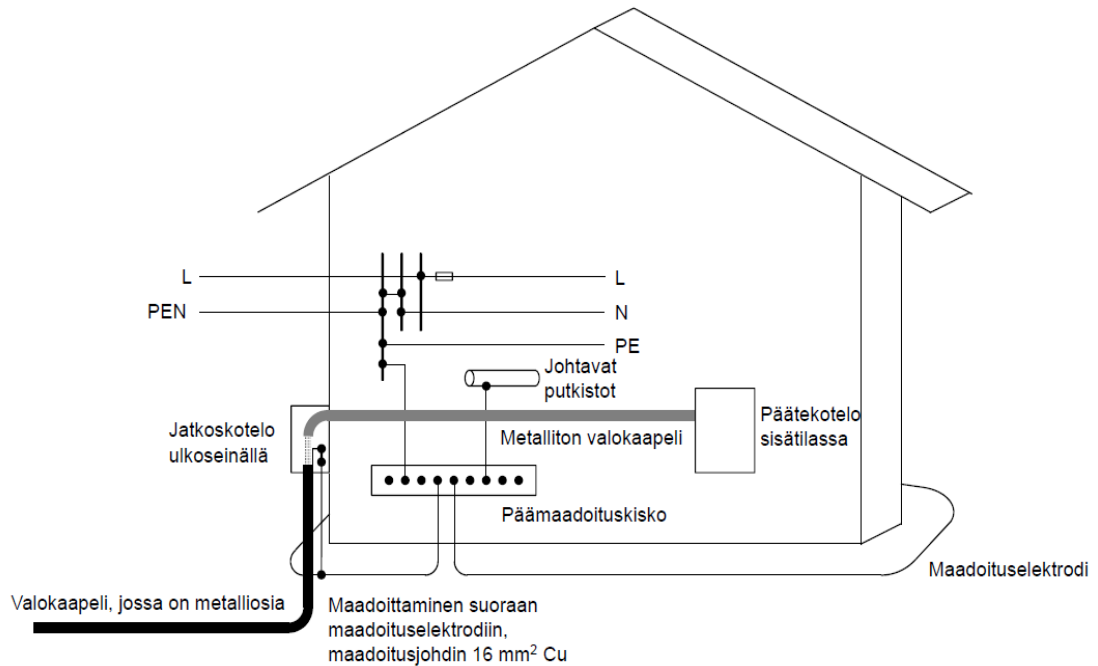 L
L
PEN
N
PE
Johtavat
putkistot
Jatkoskotelo
ulkoseinällä
Metalliton valokaapeli
Päätekotelo
sisätilassa
Päämaadoituskisko
Maadoituselektrodi
Valokaapeli, jossa on metalliosia
Maadoittaminen suoraan
maadoituselektrodiin,
maadoitusjohdin 16 mm² Cu